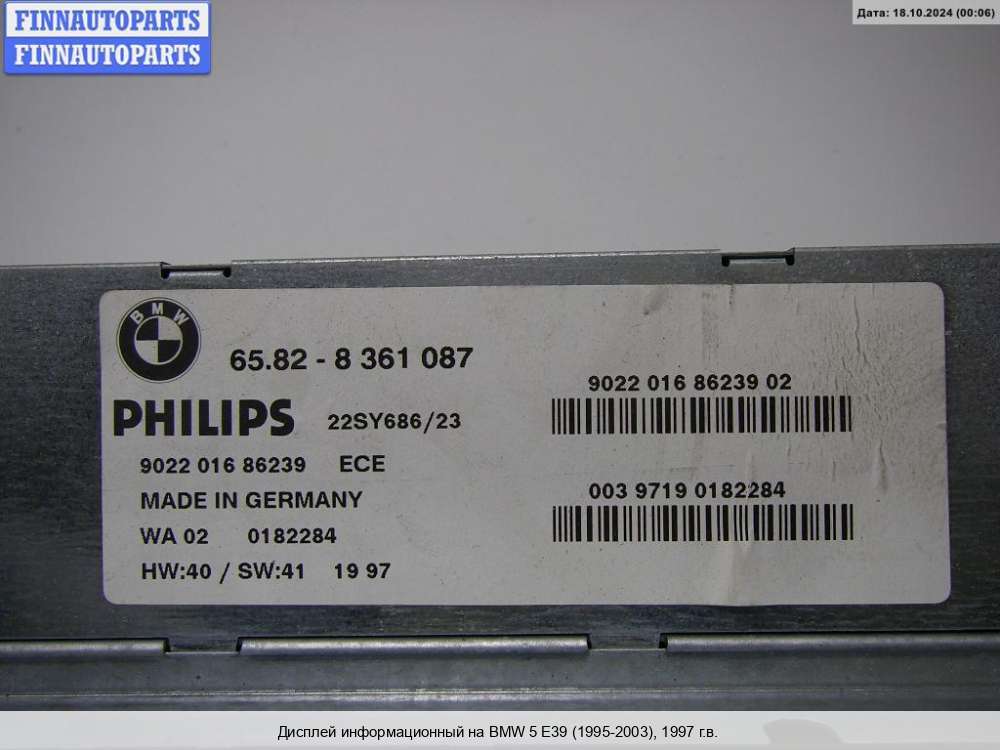 FINNAUTOPARTS
FINNAUTOPARTS
Дата: 18.10.2024 (00:06)
BMW
65.82 - 8 361 087
PHILIPS 22SY686/23
9022 016 86239 ECE
MADE IN GERMANY
WA 02 0182284
HW:40 / SW:41 19 97
9022 016 86239 02
003 9719 0182284
Дисплей информационный на BMW 5 E39 (1995-2003), 1997 г.в.